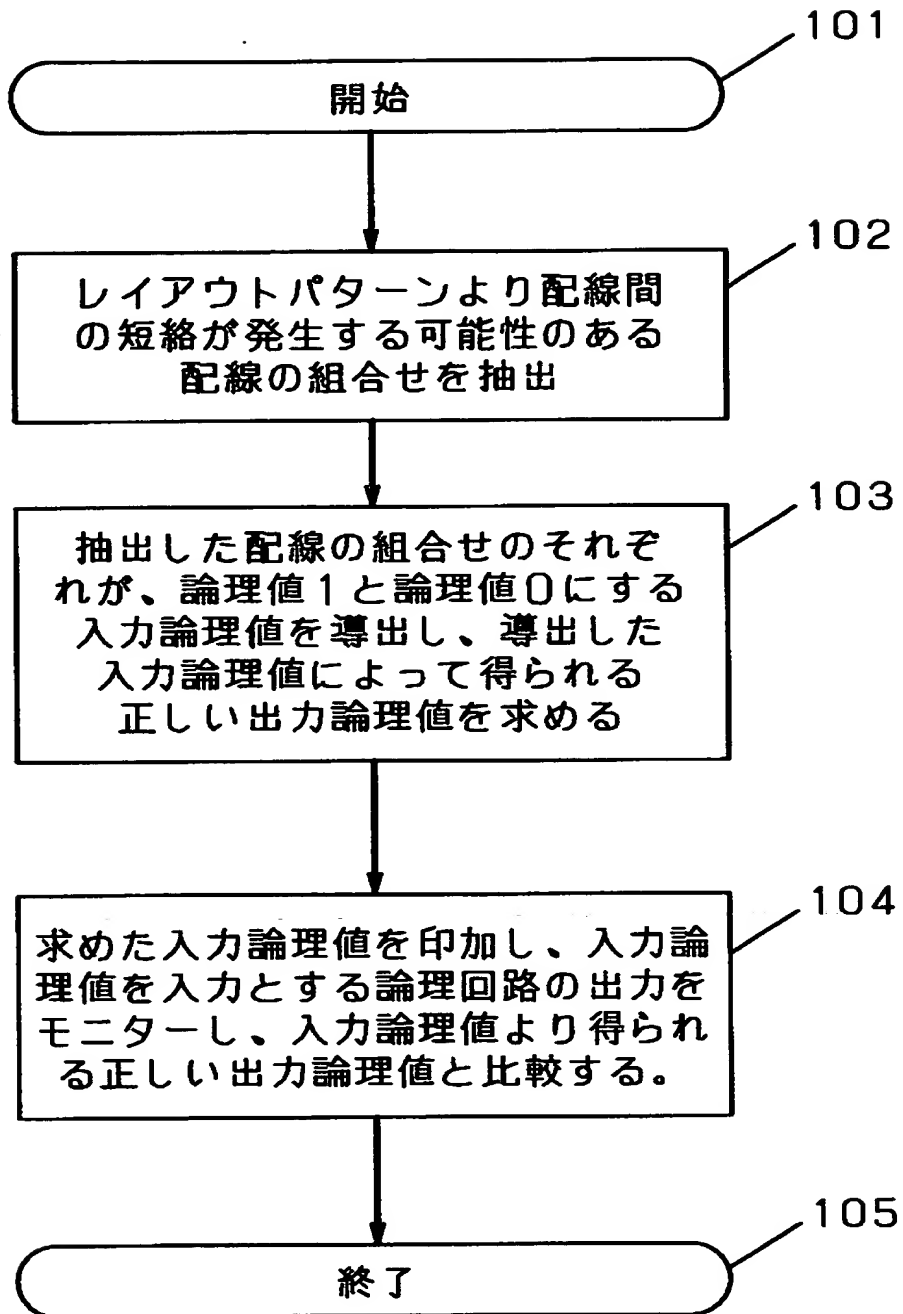 101
開始
102
レイアウトパターンより配線間
の短絡が発生する可能性のある
配線の組合せを抽出
103
抽出した配線の組合せのそれぞ
れが、論理値1と論理値0にする
入力論理値を導出し、導出した
入力論理値によって得られる
正しい出力論理値を求める
104
求めた入力論理値を印加し、入力論
理値を入力とする論理回路の出力を
モニターし、入力論理値より得られ
る正しい出力論理値と比較する。
105
終了